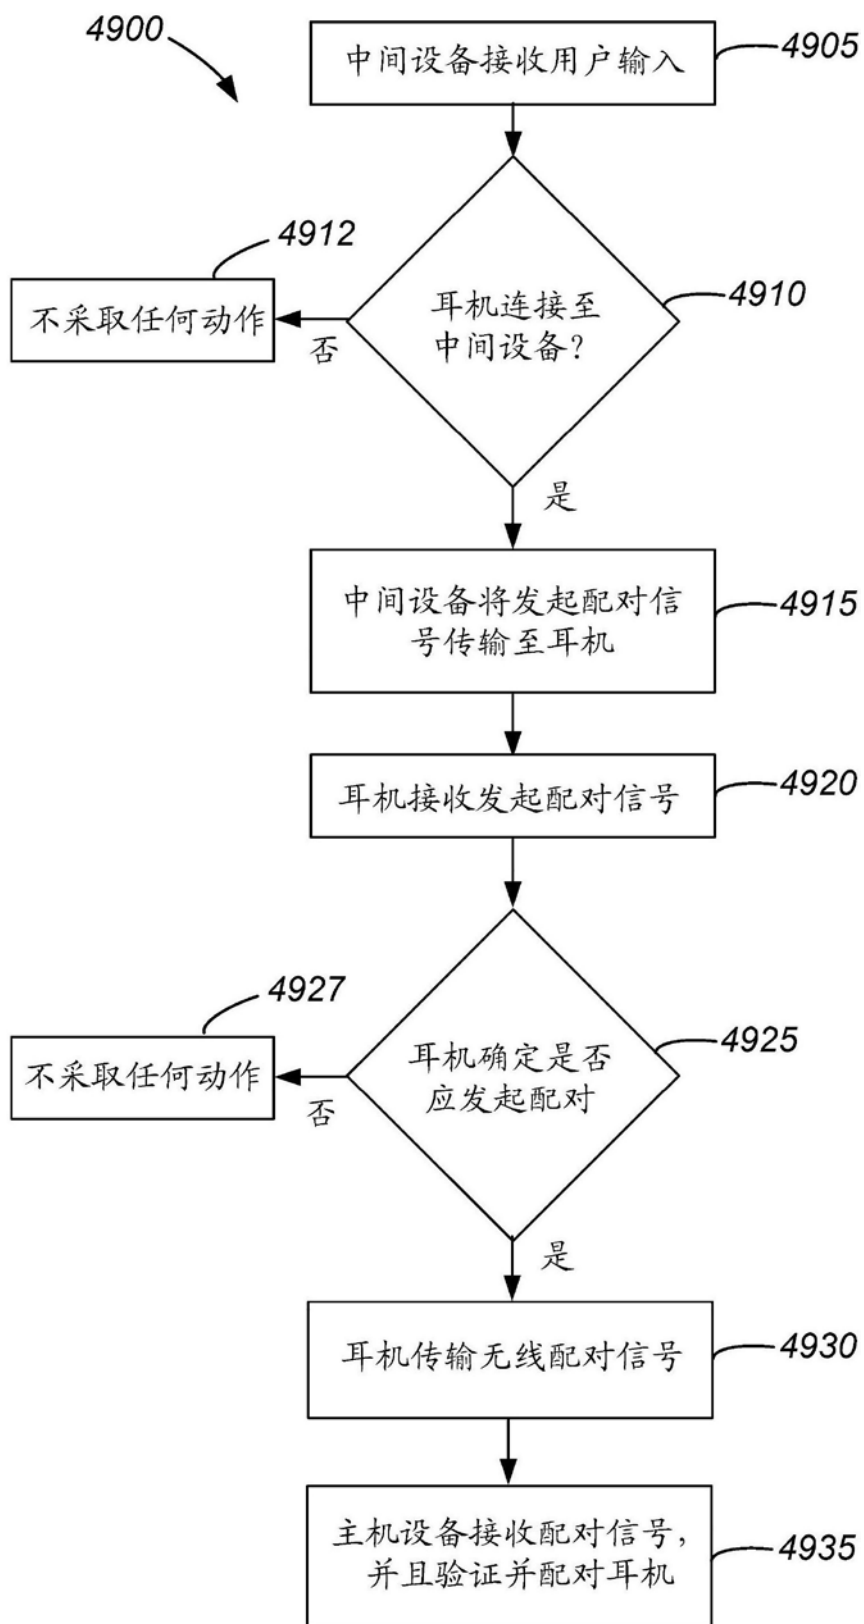 4900
中间设备接收用户输入
4905
4912
不采取任何动作
否
耳机连接至
中间设备?
4910
是
中间设备将发起配对信
号传输至耳机
4915
耳机接收发起配对信号
4920
4927
不采取任何动作
否
耳机确定是否
应发起配对
4925
是
耳机传输无线配对信号
4930
主机设备接收配对信号,
并且验证并配对耳机
4935